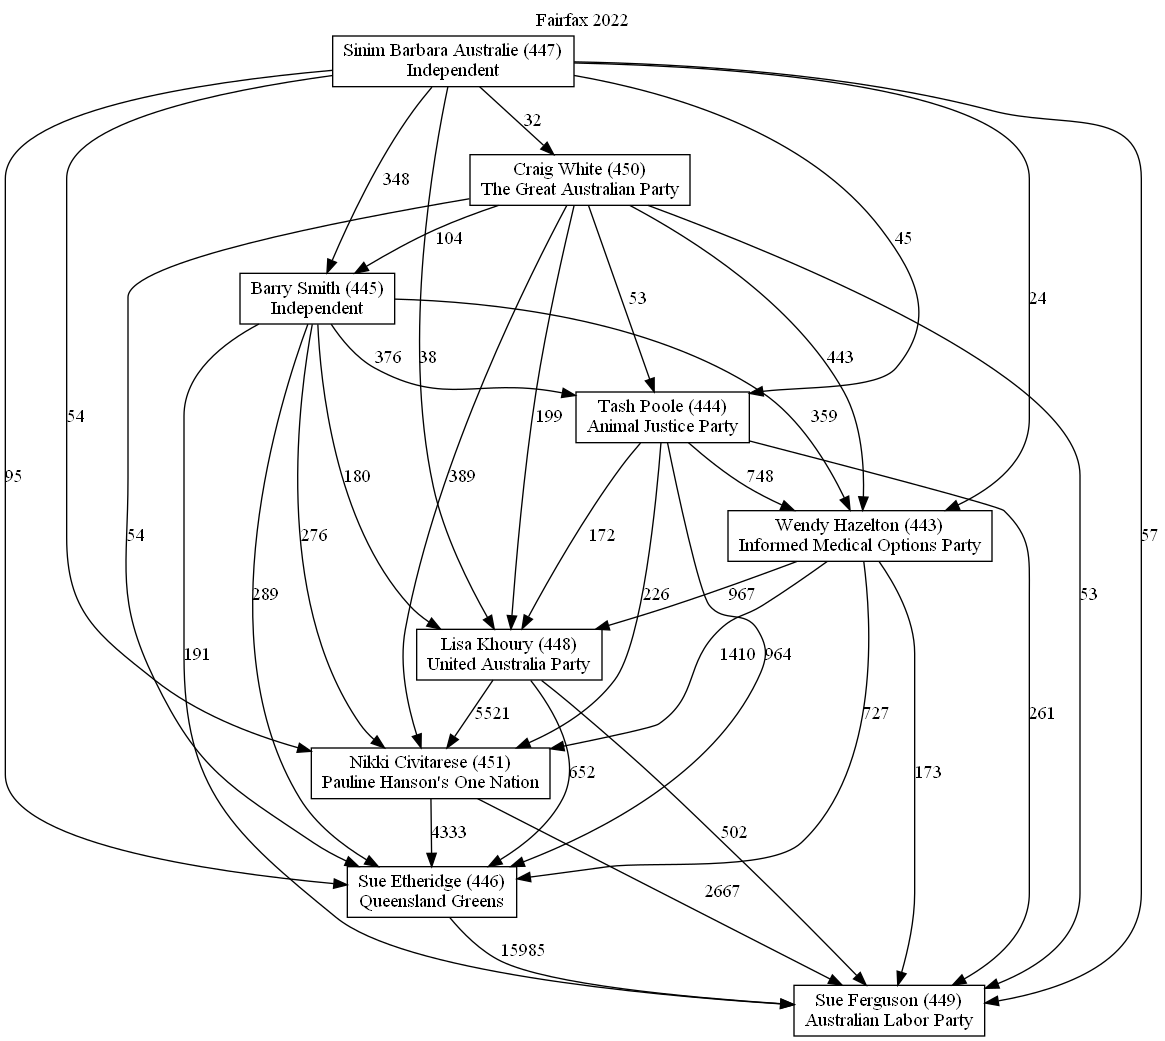 Fairfax 2022
Sinim Barbara Australie (447)
Independent
32
Craig White (450)
The Great Australian Party
348
104
45
Barry Smith (445)
Independent
53
24
376
38
443
Tash Poole (444)
Animal Justice Party
54
199
359
95
180
389
748
Wendy Hazelton (443)
Informed Medical Options Party
54
276
172
57
289
226
967
53
Lisa Khoury (448)
United Australia Party
191
1410
964
5521
727
261
Nikki Civitarese (451)
Pauline Hanson's One Nation
652
173
4333
502
Sue Etheridge (446)
Queensland Greens
2667
15985
Sue Ferguson (449)
Australian Labor Party